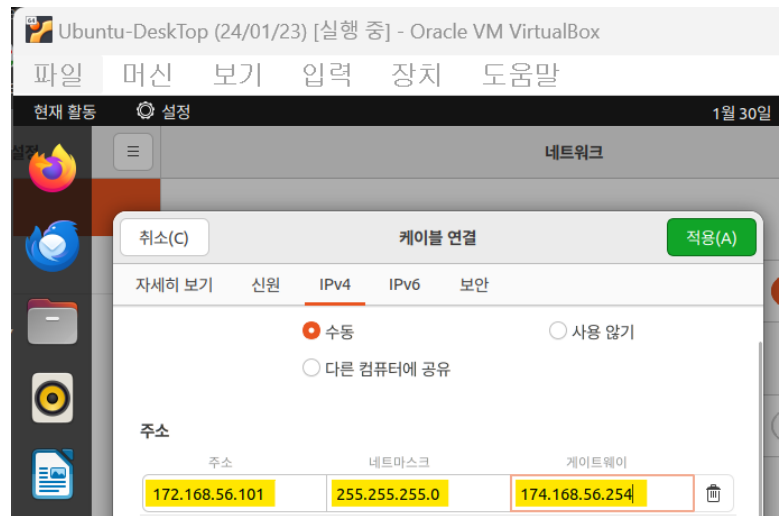 Ubuntu-DeskTop (24/01/23) [실행 중] - Oracle VM VirtualBox
파일 머신 보기 입력 장치 도움말
현재 활동 설정 1월 30일
네트워크
취소(C) 케이블 연결 적용(A)
자세히 보기 신원 IPv4 IPv6 보안
수동 사용 않기
다른 컴퓨터에 공유
주소
주소 네트마스크 게이트웨이
172.168.56.101 255.255.255.0 174.168.56.254